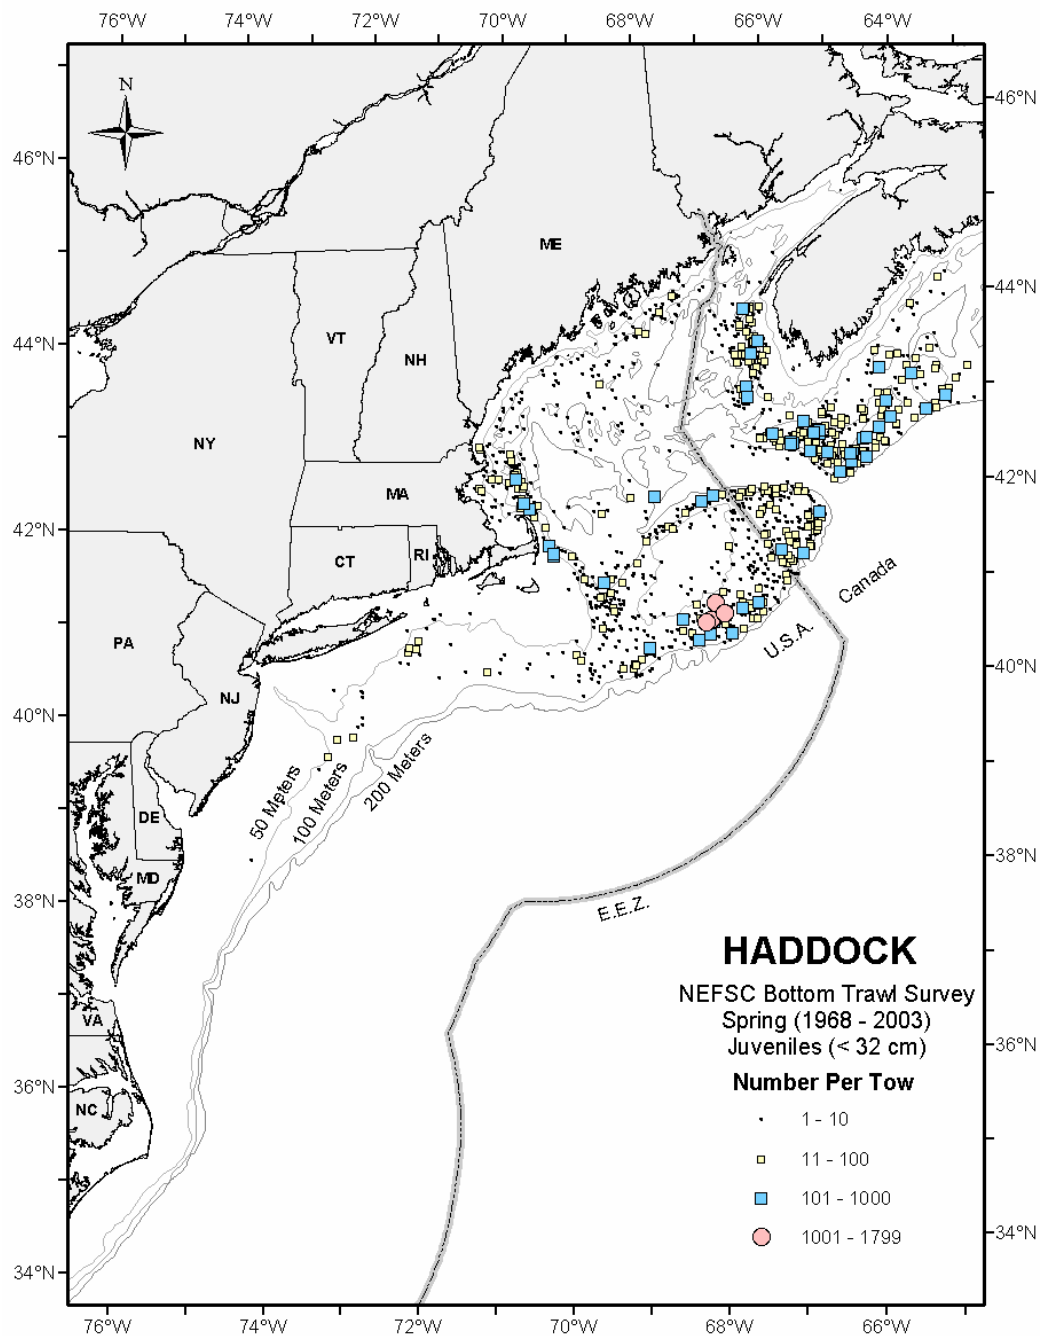 76°W 74°W 72°W 70°W 68°W 66°W 64°W
N
46°N
46°N
ME
44°N
VT
44°N
NH
NY
42°N
MA
42°N
RI
CT
Canada
U.S.A.
PA
40°N
NJ
40°N
50 Meters
100 Meters
200 Meters
DE
38°N
MD
38°N
E.E.Z.
HADDOCK
NEFSC Bottom Trawl Survey
Spring (1968 - 2003)
Juveniles (< 32 cm)
Number Per Tow
1 - 10
11 - 100
101 - 1000
1001 - 1799
VA
36°N
36°N
NC
34°N
34°N
76°W 74°W 72°W 70°W 68°W 66°W